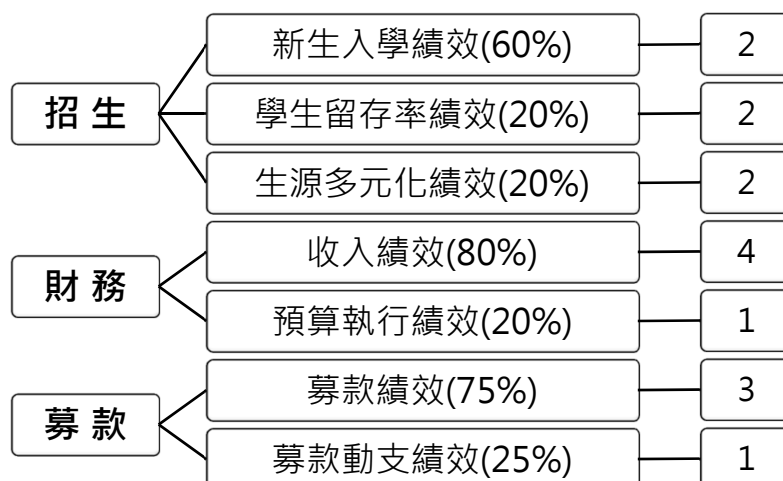 招生
新生入學績效(60%)
2
學生留存率績效(20%)
2
生源多元化績效(20%)
2
財務
收入績效(80%)
4
預算執行績效(20%)
1
募款
募款績效(75%)
3
募款動支績效(25%)
1